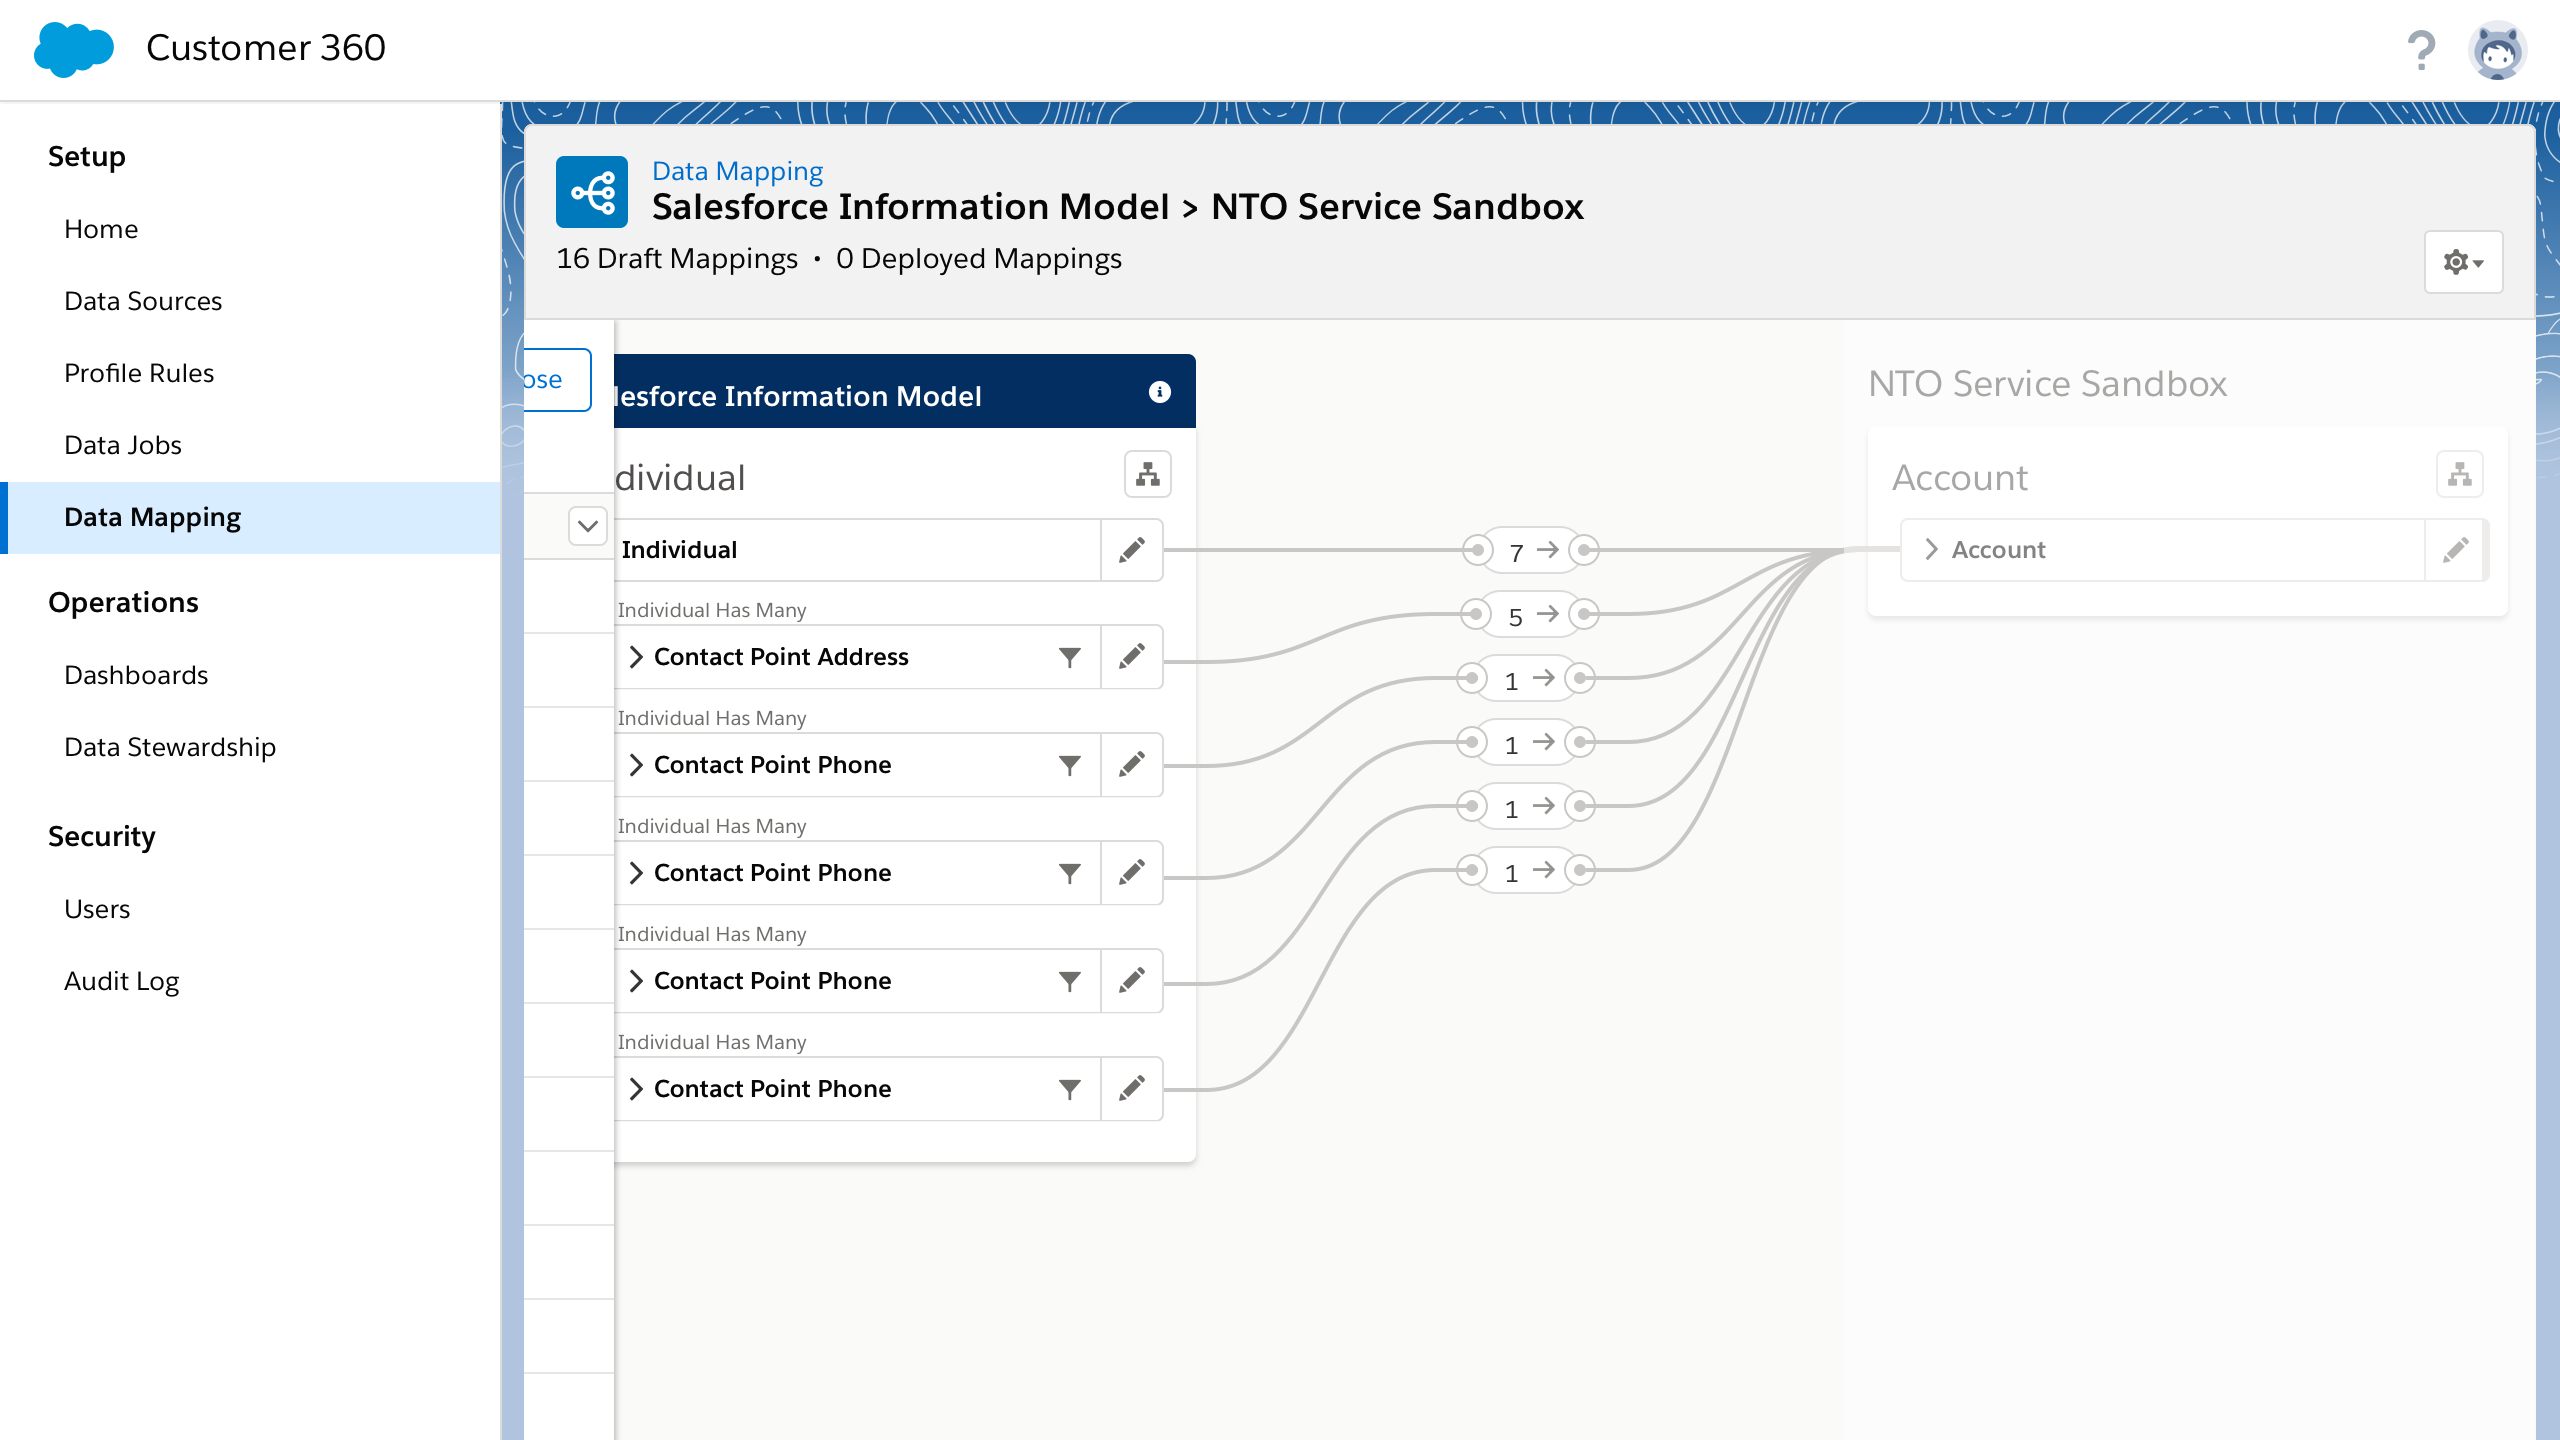 Customer 360
Setup
Home
Data Sources
Profile Rules
Data Jobs
Data Mapping
Operations
Dashboards
Data Stewardship
Security
Users
Audit Log
Data Mapping
Salesforce Information Model > NTO Service Sandbox
16 Draft Mappings • 0 Deployed Mappings
ose
lesforce Information Model
dividual
Individual
Individual Has Many
Contact Point Address
Individual Has Many
Contact Point Phone
Individual Has Many
Contact Point Phone
Individual Has Many
Contact Point Phone
Individual Has Many
Contact Point Phone
7
5
1
1
1
1
NTO Service Sandbox
Account
Account